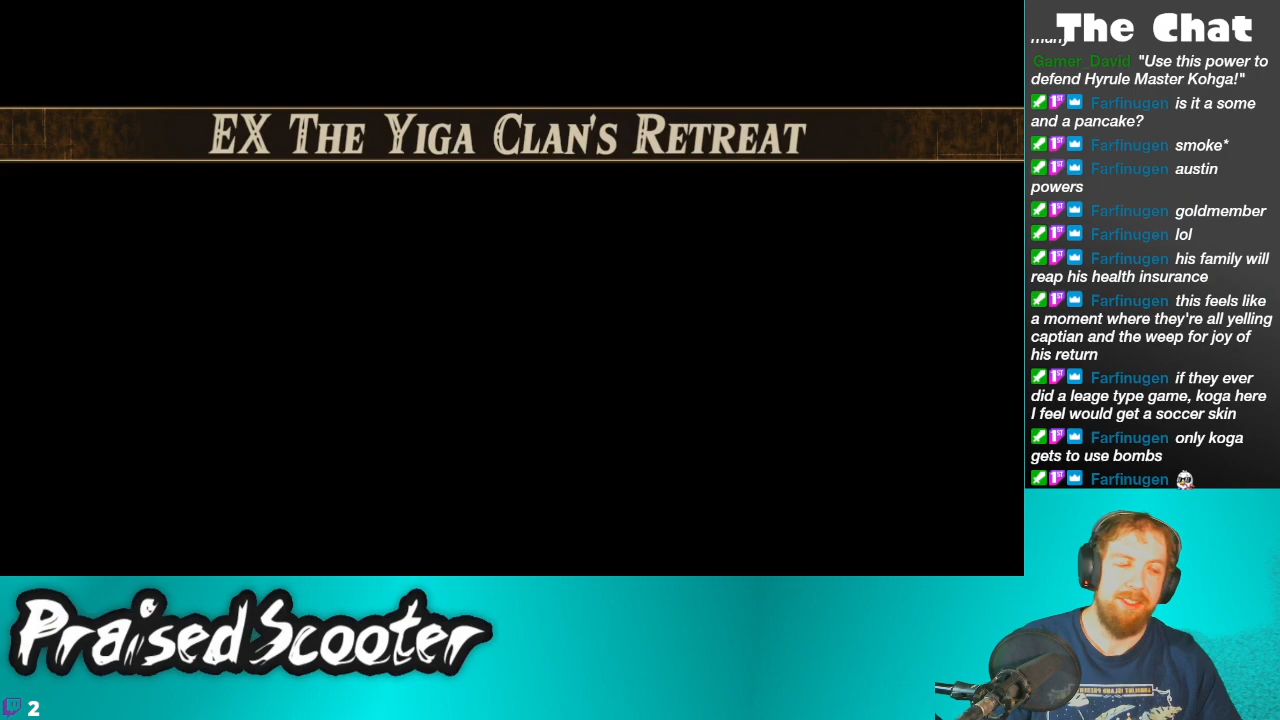 The Chat
many
EX The Yiga Clan's Retreat
Gamer_David "Use this power to
defend Hyrule Master Kohga!"
Farfinugen is it a some
and a pancake?
Farfinugen smoke*
Farfinugen austin
powers
Farfinugen goldmember
Farfinugen lol
Farfinugen his family will
reap his health insurance
Farfinugen this feels like
a moment where they're all yelling
captian and the weep for joy of
his return
Farfinugen if they ever
did a leage type game, koga here
I feel would get a soccer skin
Farfinugen only koga
gets to use bombs
Farfinugen
PraisedScooter
2